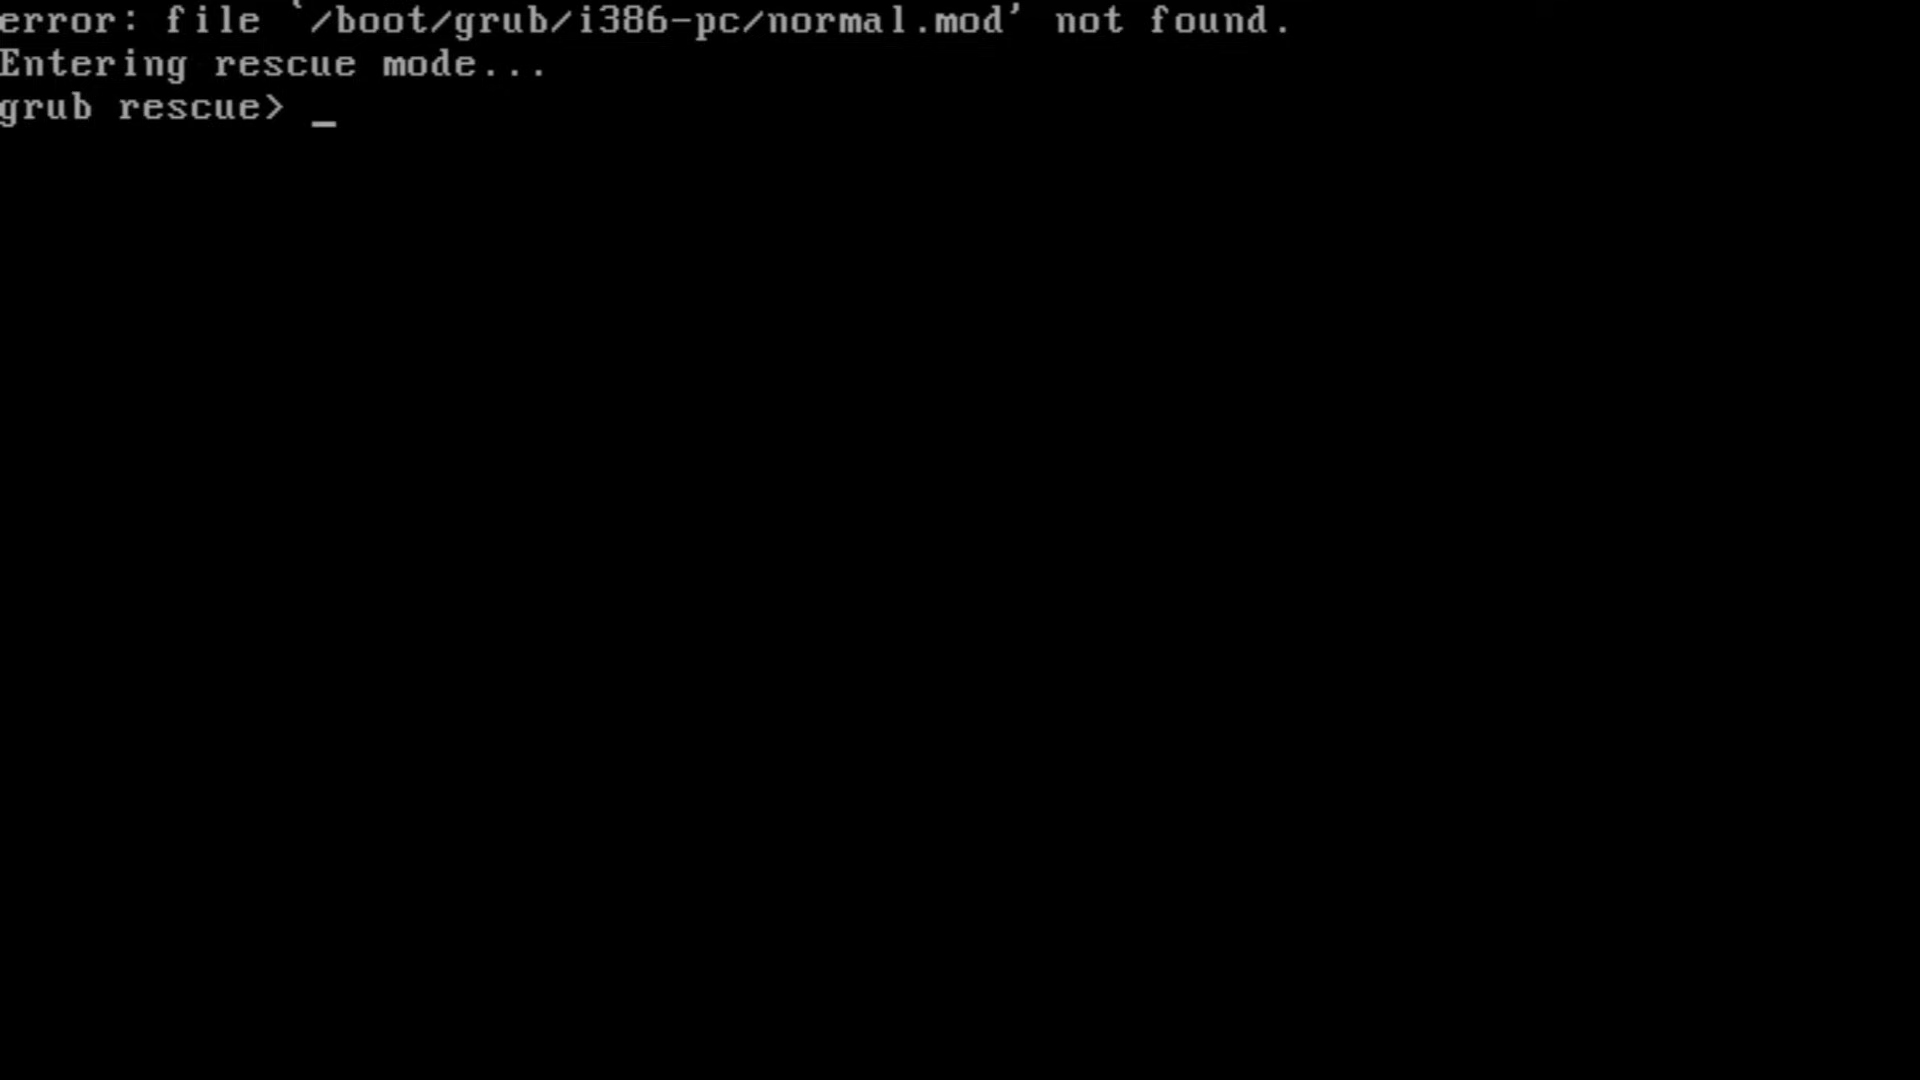 error: file `/boot/grub/i386-pc/normal.mod' not found.
Entering rescue mode...
grub rescue> _